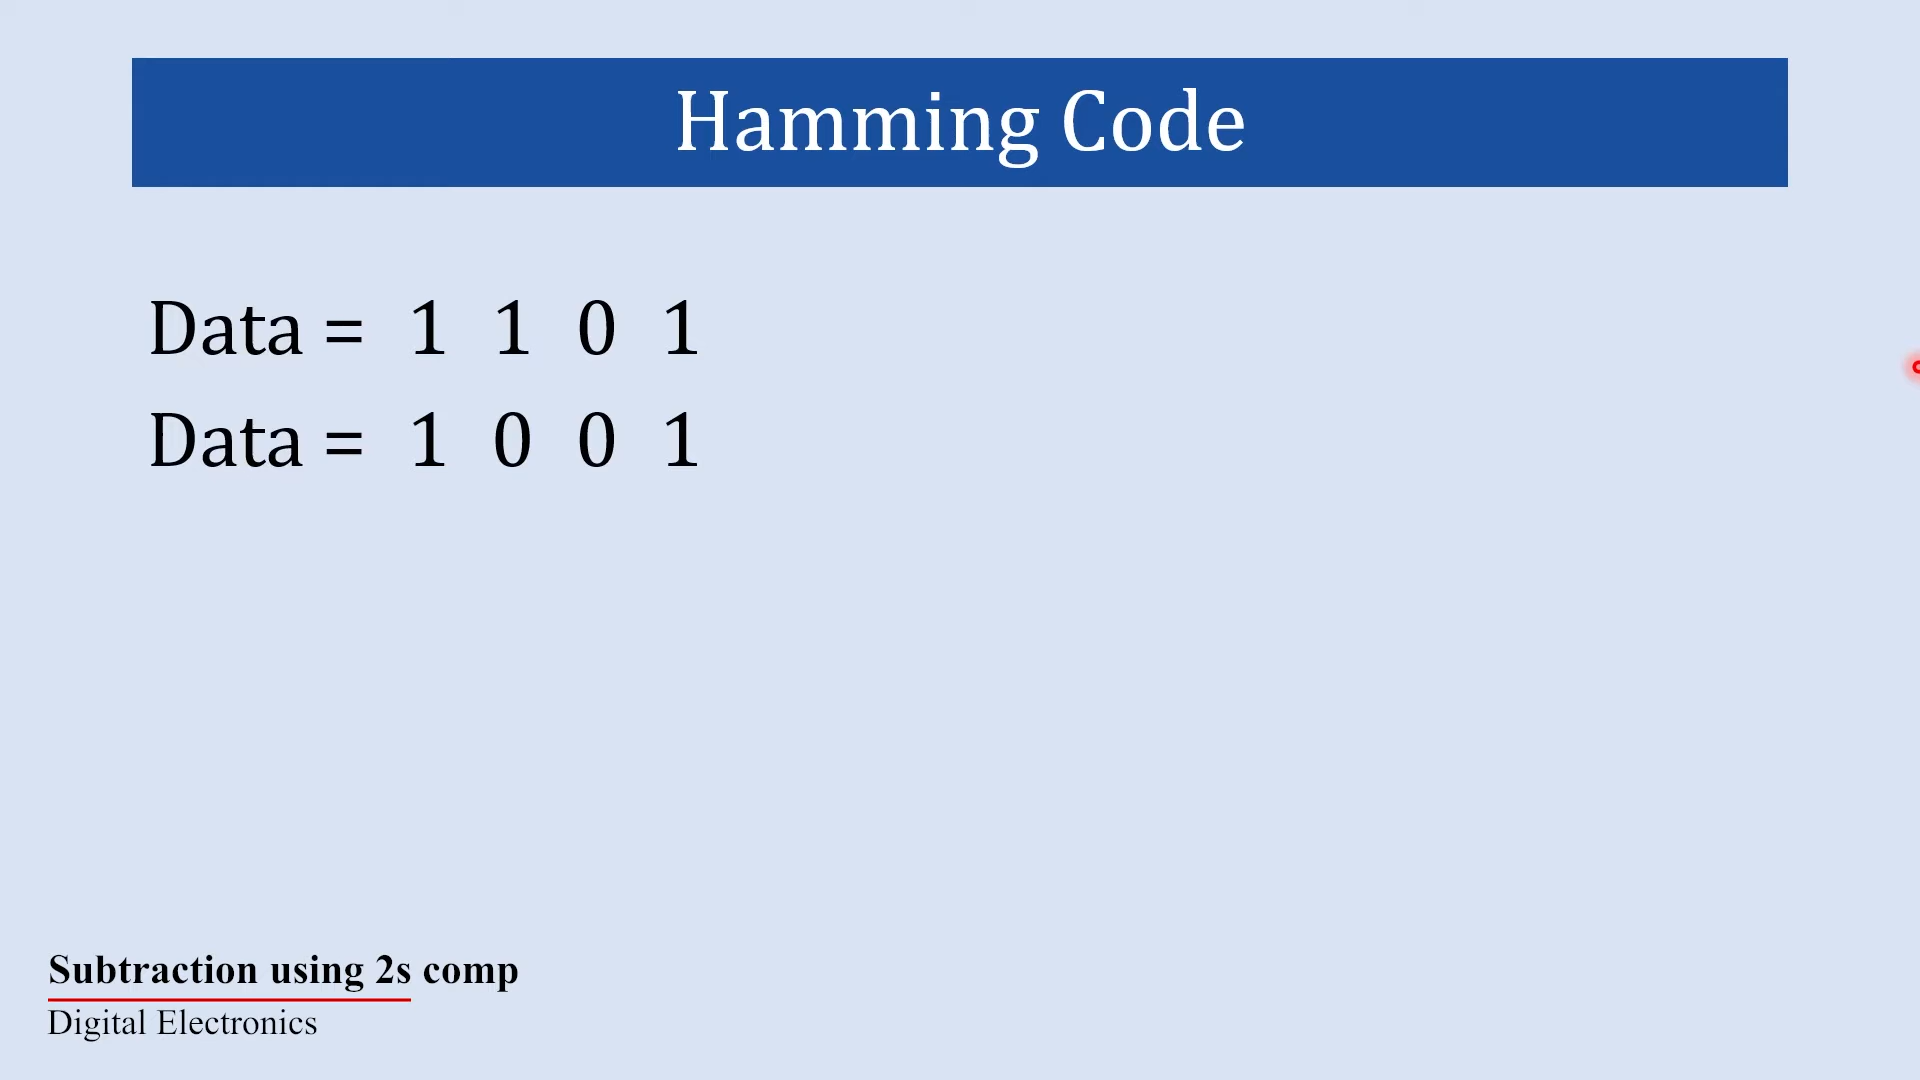 Hamming Code
Data = 1 1 0 1
Data = 1 0 0 1
Subtraction using 2s comp
Digital Electronics